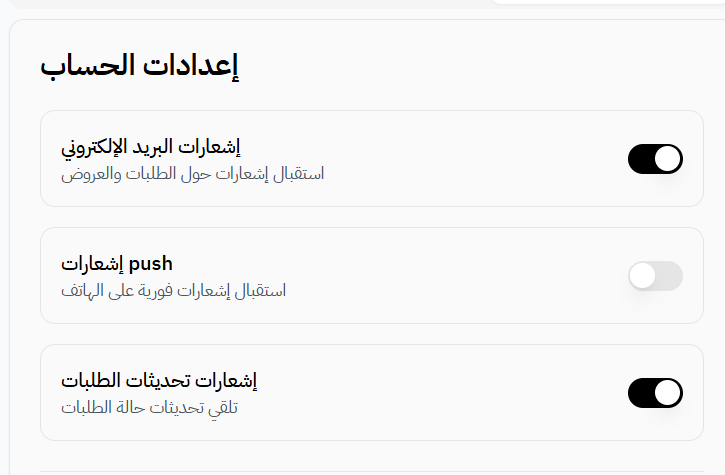 إعدادات الحساب
إشعارات البريد الإلكتروني
استقبال إشعارات حول الطلبات والعروض
إشعارات push
استقبال إشعارات فورية على الهاتف
إشعارات تحديثات الطلبات
تلقي تحديثات حالة الطلبات